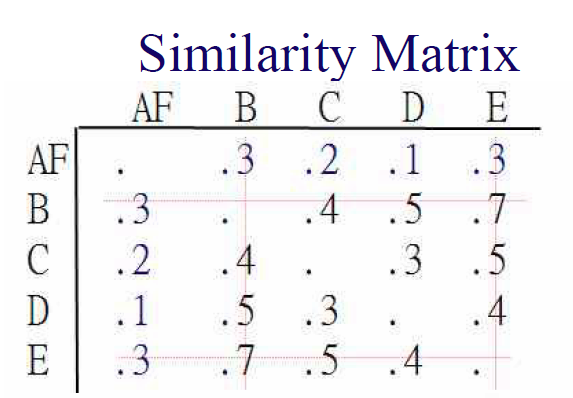 Similarity Matrix
AF B C D E
AF . .3 .2 .1 .3
B .3 . .4 .5 .7
C .2 .4 . .3 .5
D .1 .5 .3 . .4
E .3 .7 .5 .4 .